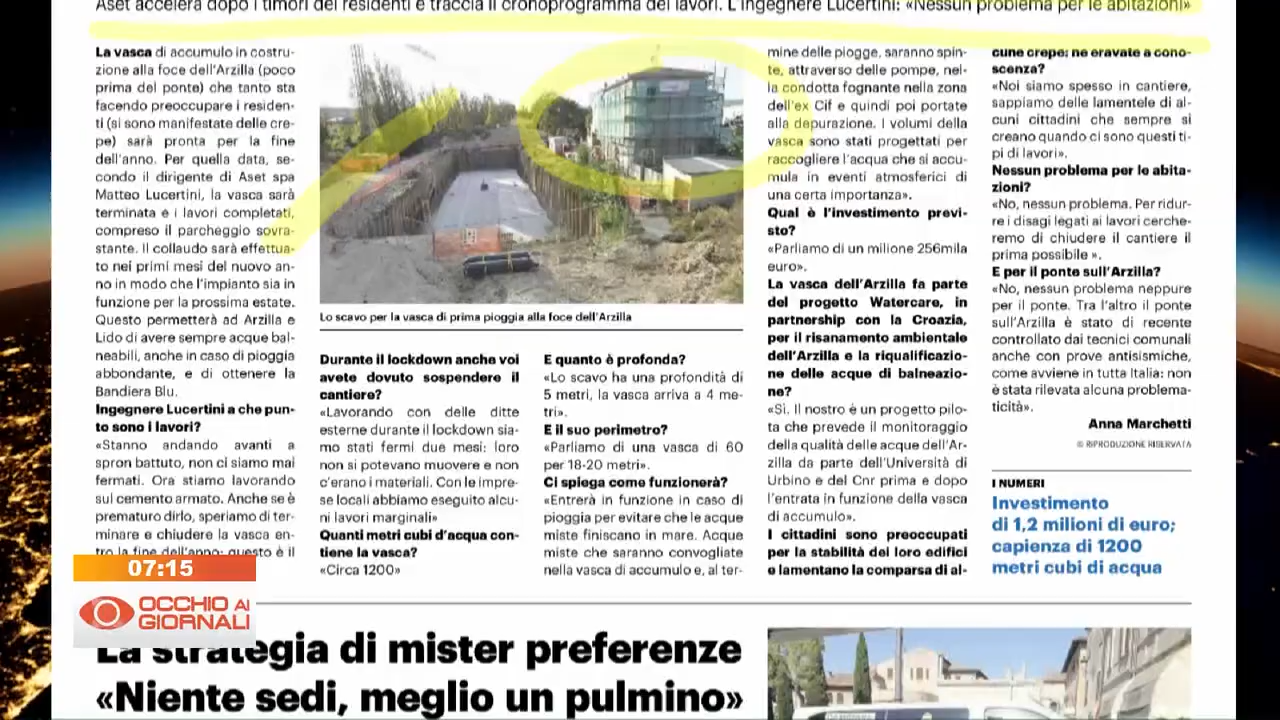 Aset accelera dopo i timori dei residenti e traccia il cronoprogramma dei lavori. L'ingegnere Lucertini: «Nessun problema per le abitazioni»
La vasca di accumulo in costru-
zione alla foce dell'Arzilla (poco
prima del ponte) che tanto sta
facendo preoccupare i residen-
ti (si sono manifestate delle cre-
pe) sarà pronta per la fine
dell'anno. Per quella data, se-
condo il dirigente di Aset spa
Matteo Lucertini, la vasca sarà
terminata e i lavori completati,
compreso il parcheggio sovra-
stante. Il collaudo sarà effettua-
to nei primi mesi del nuovo an-
no in modo che l'impianto sia in
funzione per la prossima estate.
Questo permetterà ad Arzilla e
Lido di avere sempre acque bal-
neabili, anche in caso di pioggia
abbondante, e di ottenere la
Bandiera Blu.
Ingegnere Lucertini a che pun-
to sono i lavori?
«Stanno andando avanti a
spron battuto, non ci siamo mai
fermati. Ora stiamo lavorando
sul cemento armato. Anche se è
prematuro dirlo, speriamo di ter-
minare e chiudere la vasca en-
tro la fine dell'anno: questo è il
Lo scavo per la vasca di prima pioggia alla foce dell'Arzilla
Durante il lockdown anche voi
avete dovuto sospendere il
cantiere?
«Lavorando con delle ditte
esterne durante il lockdown sia-
mo stati fermi due mesi: loro
non si potevano muovere e non
c'erano i materiali. Con le impre-
se locali abbiamo eseguito alcu-
ni lavori marginali»
Quanti metri cubi d'acqua con-
tiene la vasca?
«Circa 1200»
E quanto è profonda?
«Lo scavo ha una profondità di
5 metri, la vasca arriva a 4 me-
tri».
E il suo perimetro?
«Parliamo di una vasca di 60
per 18-20 metri».
Ci spiega come funzionerà?
«Entrerà in funzione in caso di
pioggia per evitare che le acque
miste finiscano in mare. Acque
miste che saranno convogliate
nella vasca di accumulo e, al ter-
mine delle piogge, saranno spin-
te, attraverso delle pompe, nel-
la condotta fognante nella zona
dell'ex Cif e quindi poi portate
alla depurazione. I volumi della
vasca sono stati progettati per
raccogliere l'acqua che si accu-
mula in eventi atmosferici di
una certa importanza».
Qual è l'investimento previ-
sto?
«Parliamo di un milione 256mila
euro».
La vasca dell'Arzilla fa parte
del progetto Watercare, in
partnership con la Croazia,
per il risanamento ambientale
dell'Arzilla e la riqualificazio-
ne delle acque di balneazio-
ne?
«Sì. Il nostro è un progetto pilo-
ta che prevede il monitoraggio
della qualità delle acque dell'Ar-
zilla da parte dell'Università di
Urbino e del Cnr prima e dopo
l'entrata in funzione della vasca
di accumulo».
I cittadini sono preoccupati
per la stabilità dei loro edifici
e lamentano la comparsa di al-
cune crepe: ne eravate a cono-
scenza?
«Noi siamo spesso in cantiere,
sappiamo delle lamentele di al-
cuni cittadini che sempre si
creano quando ci sono questi ti-
pi di lavori».
Nessun problema per le abita-
zioni?
«No, nessun problema. Per ridur-
re i disagi legati ai lavori cerche-
remo di chiudere il cantiere il
prima possibile ».
E per il ponte sull'Arzilla?
«No, nessun problema neppure
per il ponte. Tra l'altro il ponte
sull'Arzilla è stato di recente
controllato dai tecnici comunali
anche con prove antisismiche,
come avviene in tutta Italia: non
è stata rilevata alcuna problema-
ticità».
Anna Marchetti
© RIPRODUZIONE RISERVATA
I NUMERI
Investimento
di 1,2 milioni di euro;
capienza di 1200
metri cubi di acqua
07:15
OCCHIO AI
GIORNALI
La strategia di mister preferenze
«Niente sedi, meglio un pulmino»